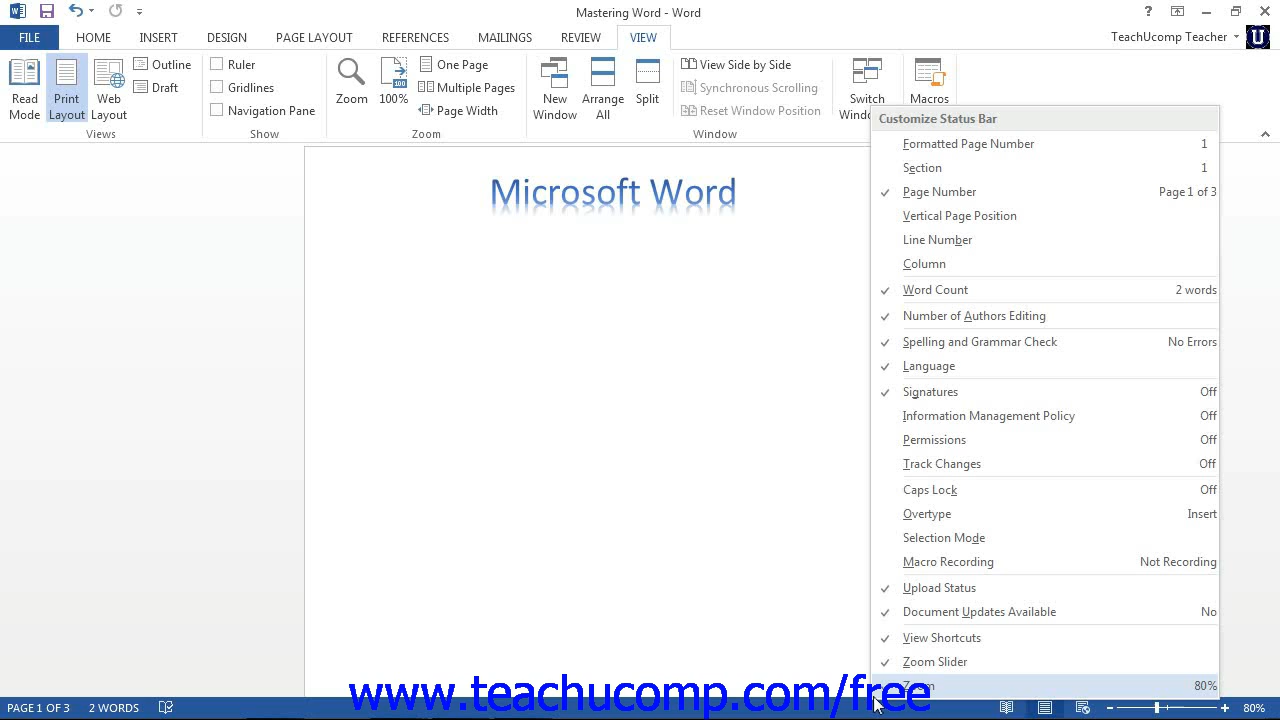 Mastering Word - Word
?
FILE HOME INSERT DESIGN PAGE LAYOUT REFERENCES MAILINGS REVIEW VIEW TeachUcomp Teacher U
Read Mode
Print Layout
Web Layout
Outline
Draft
Views
Ruler
Gridlines
Navigation Pane
Show
Zoom
100
100%
One Page
Multiple Pages
Page Width
Zoom
New Window
Arrange All
Split
View Side by Side
Synchronous Scrolling
Reset Window Position
Window
Switch
Macros
Customize Status Bar
Formatted Page Number 1
Section 1
Page Number Page 1 of 3
Vertical Page Position
Line Number
Column
Word Count 2 words
Number of Authors Editing
Spelling and Grammar Check No Errors
Language
Signatures Off
Information Management Policy Off
Permissions Off
Track Changes Off
Caps Lock Off
Overtype Insert
Selection Mode
Macro Recording Not Recording
Upload Status
Document Updates Available No
View Shortcuts
Zoom Slider
Zoom 80%
Microsoft Word
www.teachucomp.com/free
PAGE 1 OF 3 2 WORDS 80%